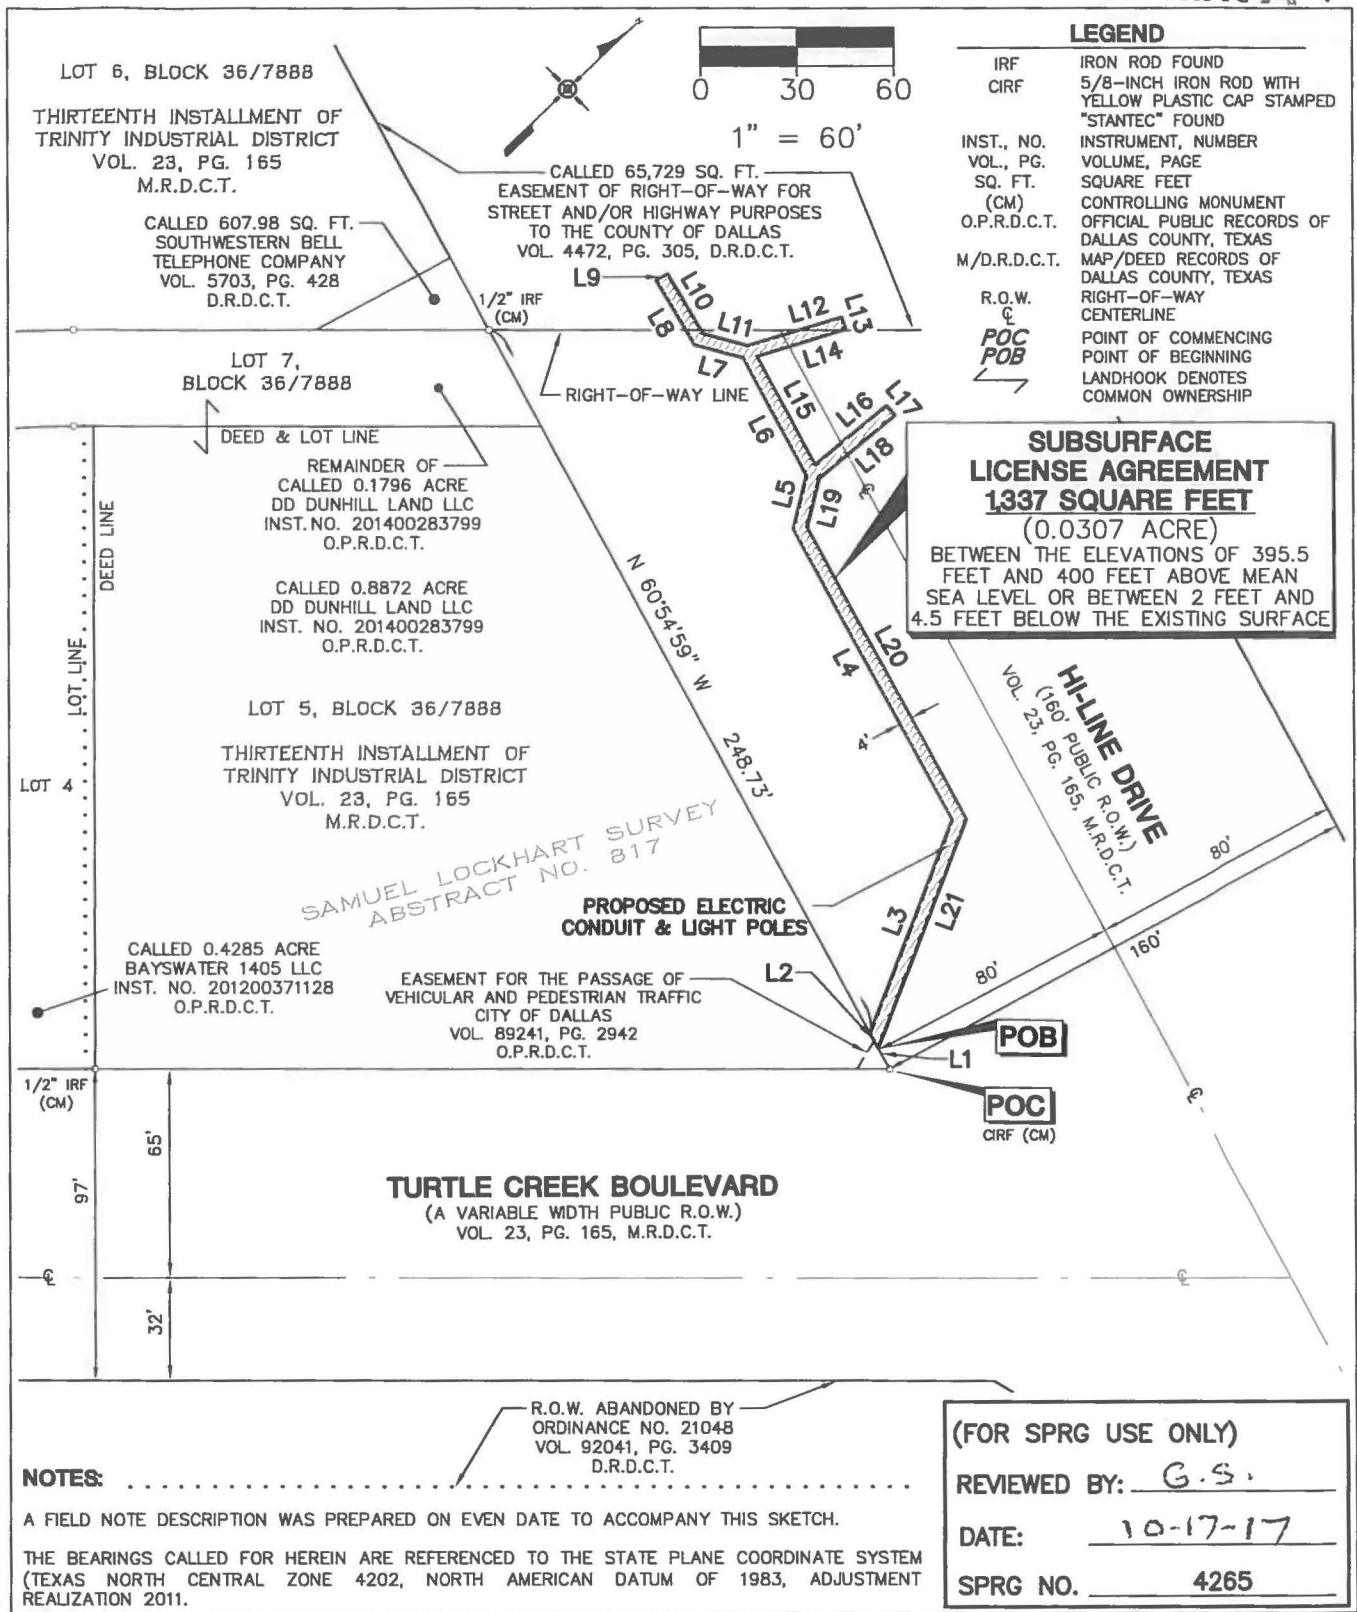 LOT 6, BLOCK 36/7888
THIRTEENTH INSTALLMENT OF
TRINITY INDUSTRIAL DISTRICT
VOL. 23, PG. 165
M.R.D.C.T.
CALLED 607.98 SQ. FT.
SOUTHWESTERN BELL
TELEPHONE COMPANY
VOL. 5703, PG. 428
D.R.D.C.T.
0 30 60
1" = 60'
CALLED 65,729 SQ. FT.
EASEMENT OF RIGHT-OF-WAY FOR
STREET AND/OR HIGHWAY PURPOSES
TO THE COUNTY OF DALLAS
VOL. 4472, PG. 305, D.R.D.C.T.
LEGEND
IRF IRON ROD FOUND
CIRF 5/8-INCH IRON ROD WITH
YELLOW PLASTIC CAP STAMPED
"STANTEC" FOUND
INST., NO. INSTRUMENT, NUMBER
VOL., PG. VOLUME, PAGE
SQ. FT. SQUARE FEET
(CM) CONTROLLING MONUMENT
O.P.R.D.C.T. OFFICIAL PUBLIC RECORDS OF
DALLAS COUNTY, TEXAS
M/D.R.D.C.T. MAP/DEED RECORDS OF
DALLAS COUNTY, TEXAS
R.O.W. RIGHT-OF-WAY
℄ CENTERLINE
POC POINT OF COMMENCING
POB POINT OF BEGINNING
LANDHOOK DENOTES
COMMON OWNERSHIP
1/2" IRF
(CM)
L9
L10
L8
L11
L7
L12
L13
L14
L15
L6
L16
L17
L18
L5
L19
RIGHT-OF-WAY LINE
LOT 7,
BLOCK 36/7888
DEED & LOT LINE
REMAINDER OF
CALLED 0.1796 ACRE
DD DUNHILL LAND LLC
INST.NO. 201400283799
O.P.R.D.C.T.
CALLED 0.8872 ACRE
DD DUNHILL LAND LLC
INST. NO. 201400283799
O.P.R.D.C.T.
DEED LINE
LOT LINE
LOT 4
LOT 5, BLOCK 36/7888
THIRTEENTH INSTALLMENT OF
TRINITY INDUSTRIAL DISTRICT
VOL. 23, PG. 165
M.R.D.C.T.
SUBSURFACE
LICENSE AGREEMENT
1,337 SQUARE FEET
(0.0307 ACRE)
BETWEEN THE ELEVATIONS OF 395.5
FEET AND 400 FEET ABOVE MEAN
SEA LEVEL OR BETWEEN 2 FEET AND
4.5 FEET BELOW THE EXISTING SURFACE
℄
N 60°54'59" W
248.73'
L20
L4
4'
HI-LINE DRIVE
(160' PUBLIC R.O.W.)
VOL. 23, PG. 165, M.R.D.C.T.
80'
160'
80'
SAMUEL LOCKHART SURVEY
ABSTRACT NO. 817
PROPOSED ELECTRIC
CONDUIT & LIGHT POLES
L3
L21
L2
CALLED 0.4285 ACRE
BAYSWATER 1405 LLC
INST. NO. 201200371128
O.P.R.D.C.T.
EASEMENT FOR THE PASSAGE OF
VEHICULAR AND PEDESTRIAN TRAFFIC
CITY OF DALLAS
VOL. 89241, PG. 2942
O.P.R.D.C.T.
POB
L1
POC
CIRF (CM)
1/2" IRF
(CM)
65'
97'
32'
TURTLE CREEK BOULEVARD
(A VARIABLE WIDTH PUBLIC R.O.W.)
VOL. 23, PG. 165, M.R.D.C.T.
℄
℄
℄
R.O.W. ABANDONED BY
ORDINANCE NO. 21048
VOL. 92041, PG. 3409
D.R.D.C.T.
NOTES:
A FIELD NOTE DESCRIPTION WAS PREPARED ON EVEN DATE TO ACCOMPANY THIS SKETCH.
THE BEARINGS CALLED FOR HEREIN ARE REFERENCED TO THE STATE PLANE COORDINATE SYSTEM
(TEXAS NORTH CENTRAL ZONE 4202, NORTH AMERICAN DATUM OF 1983, ADJUSTMENT
REALIZATION 2011.
(FOR SPRG USE ONLY)
REVIEWED BY: G.S.
DATE: 10-17-17
SPRG NO. 4265